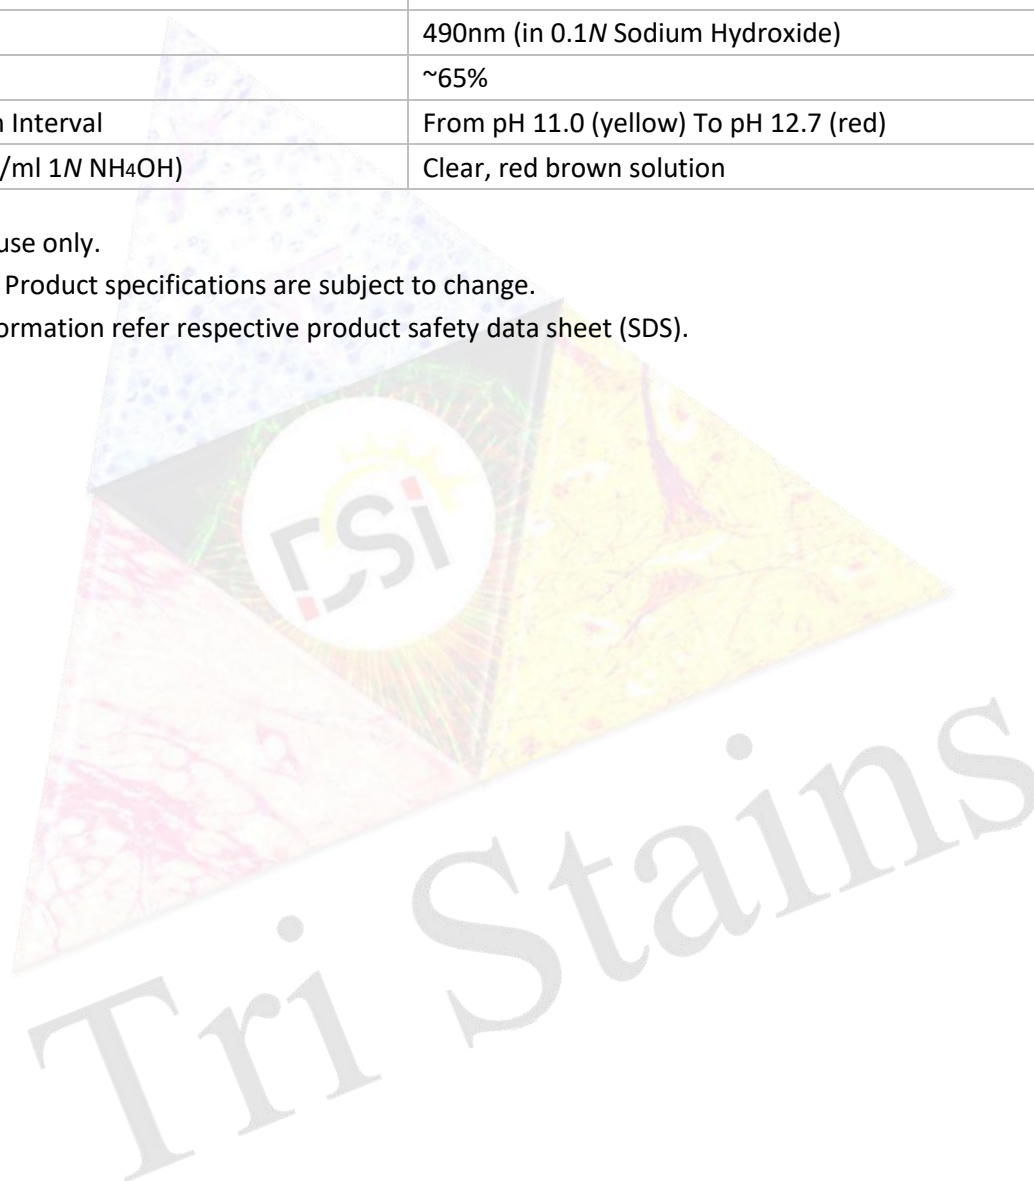 490nm (in 0.1N Sodium Hydroxide)
~65%
n Interval From pH 11.0 (yellow) To pH 12.7 (red)
/ml 1N NH4OH) Clear, red brown solution
use only.
Product specifications are subject to change.
ormation refer respective product safety data sheet (SDS).
DSi
Tri Stains